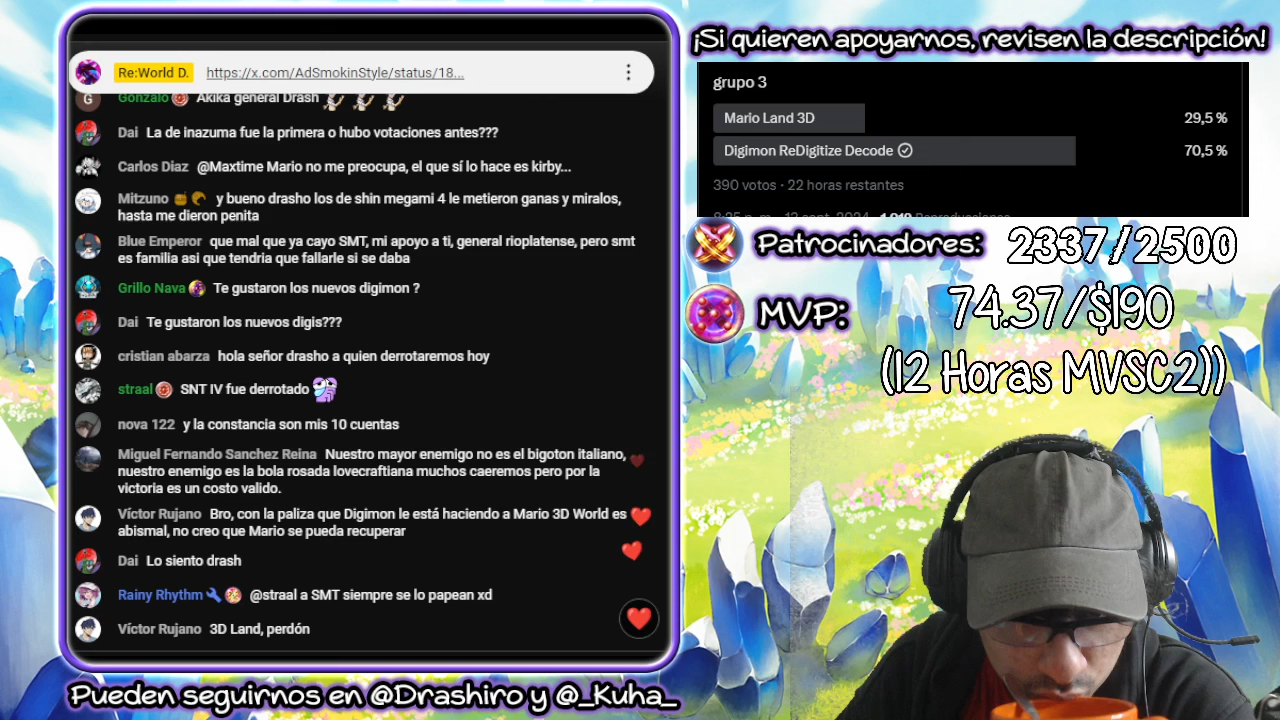 Re:World D. https://x.com/AdSmokinStyle/status/18...
G Gonzalo Akika general Drash
Dai La de inazuma fue la primera o hubo votaciones antes???
Carlos Diaz @Maxtime Mario no me preocupa, el que sí lo hace es kirby...
Mitzuno y bueno drasho los de shin megami 4 le metieron ganas y miralos,
hasta me dieron penita
Blue Emperor que mal que ya cayo SMT, mi apoyo a ti, general rioplatense, pero smt
es familia asi que tendria que fallarle si se daba
Grillo Nava Te gustaron los nuevos digimon ?
Dai Te gustaron los nuevos digis???
cristian abarza hola señor drasho a quien derrotaremos hoy
straal SNT IV fue derrotado
nova 122 y la constancia son mis 10 cuentas
Miguel Fernando Sanchez Reina Nuestro mayor enemigo no es el bigoton italiano,
nuestro enemigo es la bola rosada lovecraftiana muchos caeremos pero por la
victoria es un costo valido.
Víctor Rujano Bro, con la paliza que Digimon le está haciendo a Mario 3D World es
abismal, no creo que Mario se pueda recuperar
Dai Lo siento drash
Rainy Rhythm @straal a SMT siempre se lo papean xd
Víctor Rujano 3D Land, perdón
Pueden seguirnos en @Drashiro y @_Kuha_
¡Si quieren apoyarnos, revisen la descripción!
grupo 3
Mario Land 3D 29,5 %
Digimon ReDigitize Decode 70,5 %
390 votos · 22 horas restantes
8:25 p. m. · 12 sept. 2024 · 1.019 Reproducciones
Patrocinadores: 2337/2500
MVP: 74.37/$190
(12 Horas MVSC2))